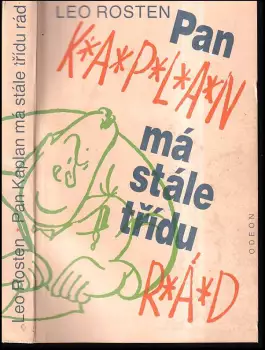 Leo Rosten Pan Kaplan má stále třídu rád
LEO ROSTEN
Pan
K*A*P*L*A*N
má
stále
třídu
R*Á*D
ODEON